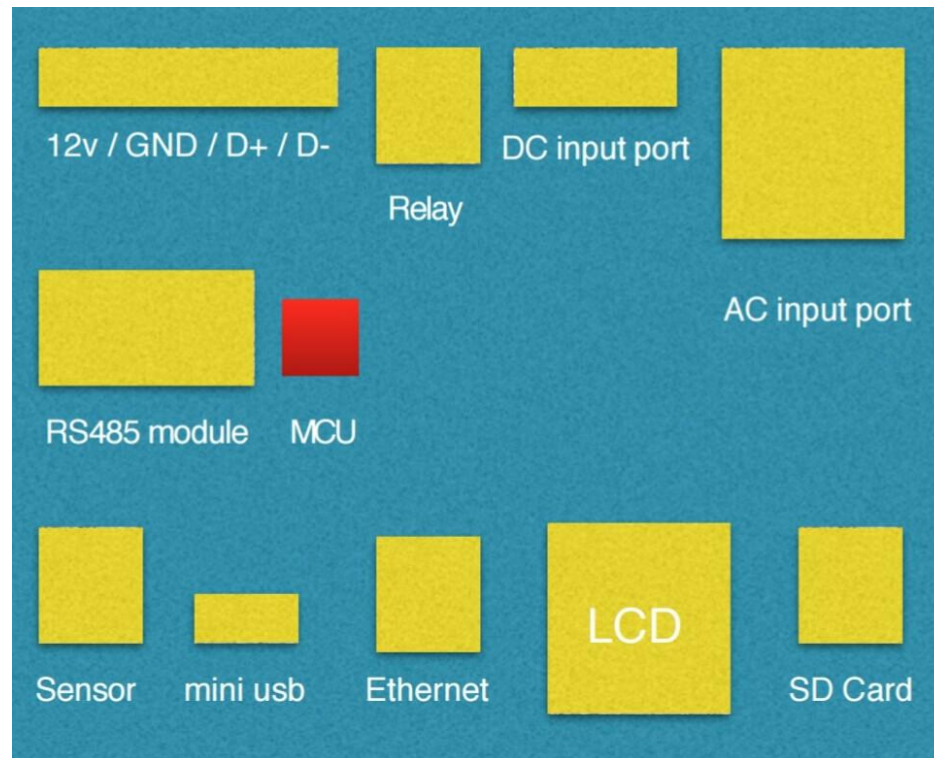 12v / GND / D+ / D-
Relay
DC input port
AC input port
RS485 module
MCU
Sensor
mini usb
Ethernet
LCD
SD Card